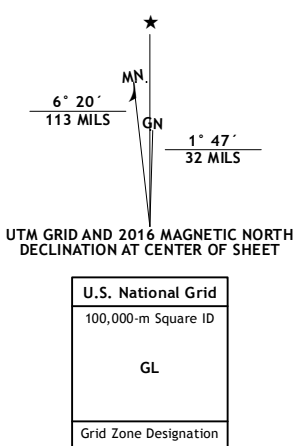 ★
MN.
6° 20´
113 MILS
GN
1° 47´
32 MILS
UTM GRID AND 2016 MAGNETIC NORTH
DECLINATION AT CENTER OF SHEET
U.S. National Grid
100,000-m Square ID
GL
Grid Zone Designation